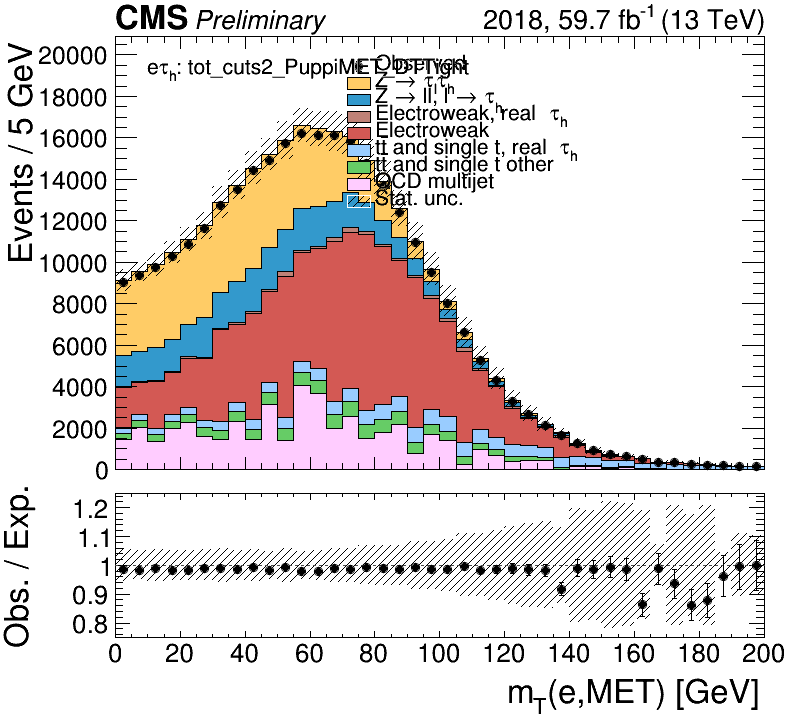 CMS Preliminary 2018, 59.7 fb⁻¹ (13 TeV)
Events / 5 GeV
20000
18000
16000
14000
12000
10000
8000
6000
4000
2000
0
eτh: tot_cuts2_PuppiMET_DTTight
Observed
Z → τlτh
Z → ll, l → τh
Electroweak, real τh
Electroweak
tt and single t, real τh
tt and single t other
QCD multijet
Stat. unc.
Obs. / Exp.
1.2
1.1
1
0.9
0.8
0 20 40 60 80 100 120 140 160 180 200
mT(e,MET) [GeV]